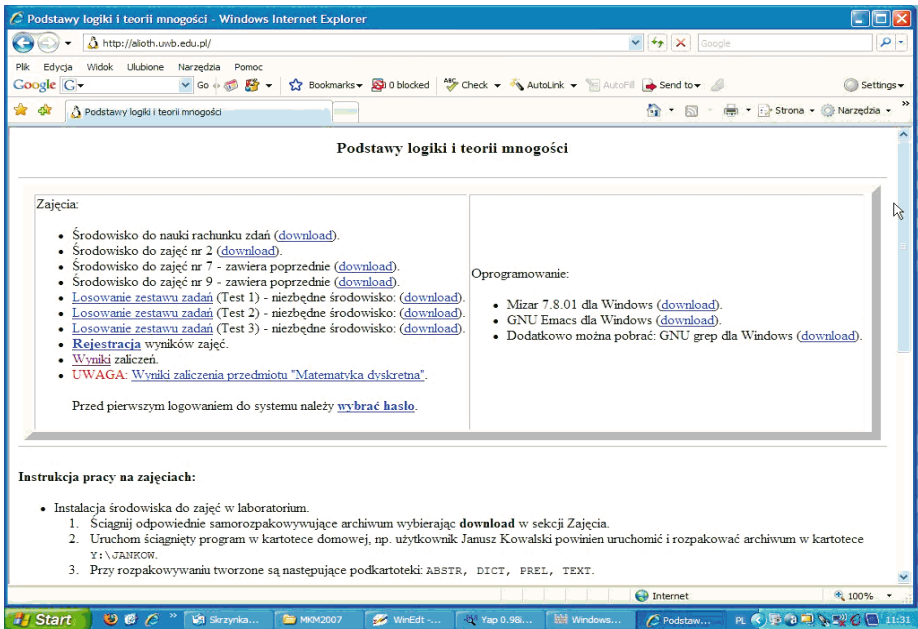 Podstawy logiki i teorii mnogości - Windows Internet Explorer
http://alioth.uwb.edu.pl/
Google
Plik Edycja Widok Ulubione Narzędzia Pomoc
Google G Go Bookmarks 0 blocked Check AutoLink AutoFill Send to Settings
Podstawy logiki i teorii mnogości Strona Narzędzia »
Podstawy logiki i teorii mnogości
Zajęcia:
• Środowisko do nauki rachunku zdań (download).
• Środowisko do zajęć nr 2 (download).
• Środowisko do zajęć nr 7 - zawiera poprzednie (download).
• Środowisko do zajęć nr 9 - zawiera poprzednie (download).
• Losowanie zestawu zadań (Test 1) - niezbędne środowisko: (download).
• Losowanie zestawu zadań (Test 2) - niezbędne środowisko: (download).
• Losowanie zestawu zadań (Test 3) - niezbędne środowisko: (download).
• Rejestracja wyników zajęć.
• Wyniki zaliczeń.
• UWAGA: Wyniki zaliczenia przedmiotu "Matematyka dyskretna".
Przed pierwszym logowaniem do systemu należy wybrać hasło.
Oprogramowanie:
• Mizar 7.8.01 dla Windows (download).
• GNU Emacs dla Windows (download).
• Dodatkowo można pobrać: GNU grep dla Windows (download).
Instrukcja pracy na zajęciach:
• Instalacja środowiska do zajęć w laboratorium.
1. Ściągnij odpowiednie samorozpakowywujące archiwum wybierając download w sekcji Zajęcia.
2. Uruchom ściągnięty program w kartotece domowej, np. użytkownik Janusz Kowalski powinien uruchomić i rozpakować archiwum w kartotece
Y:\JANKOW.
3. Przy rozpakowywaniu tworzone są następujące podkartoteki: ABSTR, DICT, PREL, TEXT.
Internet 100%
Start » Skrzynka... MKM2007 WinEdt -... Yap 0.98i... Windows... Podstaw... PL 11:31